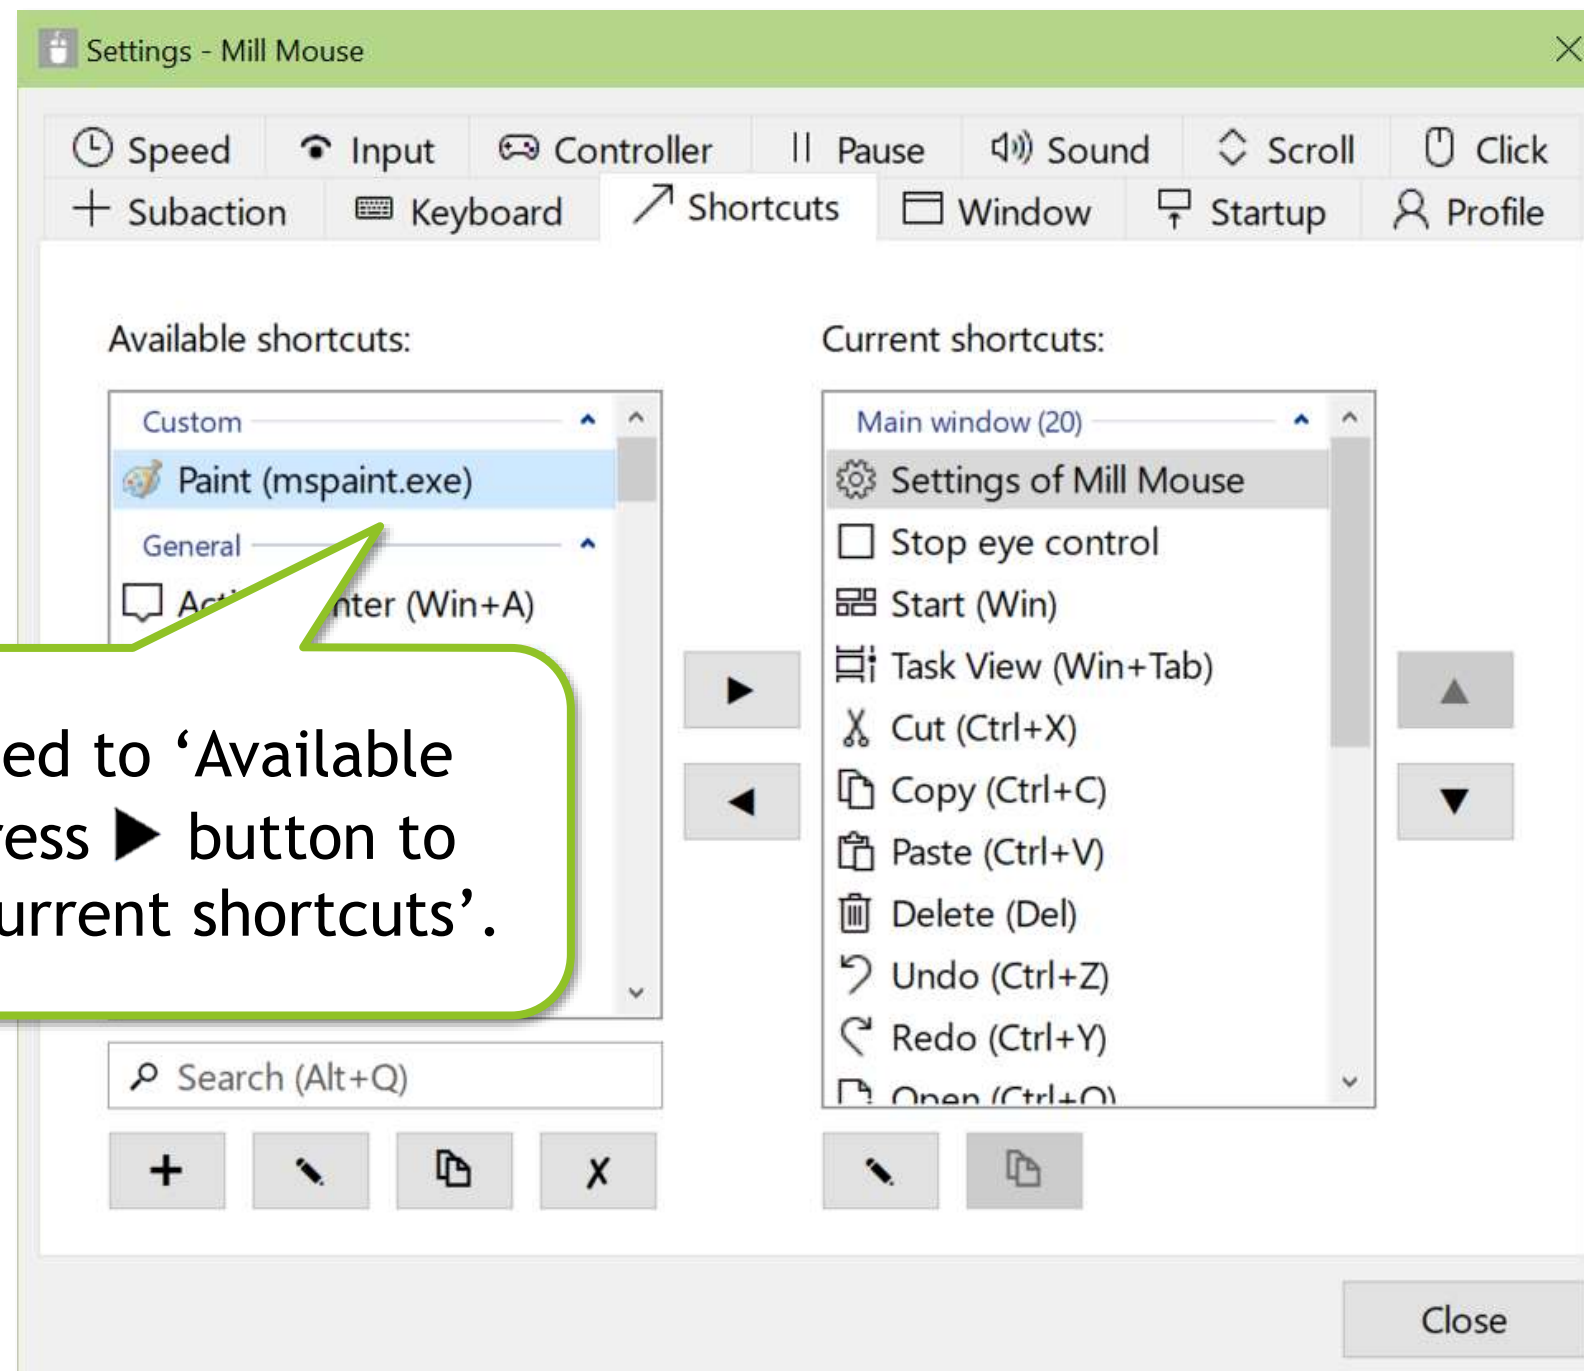 Settings - Mill Mouse
Speed Input Controller Pause Sound Scroll Click
Subaction Keyboard Shortcuts Window Startup Profile
Available shortcuts:
Custom
Paint (mspaint.exe)
General
(Win+A)
ed to ‘Available
ress ▶ button to
urrent shortcuts’.
Search (Alt+Q)
Current shortcuts:
Main window (20)
Settings of Mill Mouse
Stop eye control
Start (Win)
Task View (Win+Tab)
Cut (Ctrl+X)
Copy (Ctrl+C)
Paste (Ctrl+V)
Delete (Del)
Undo (Ctrl+Z)
Redo (Ctrl+Y)
Open (Ctrl+O)
Close